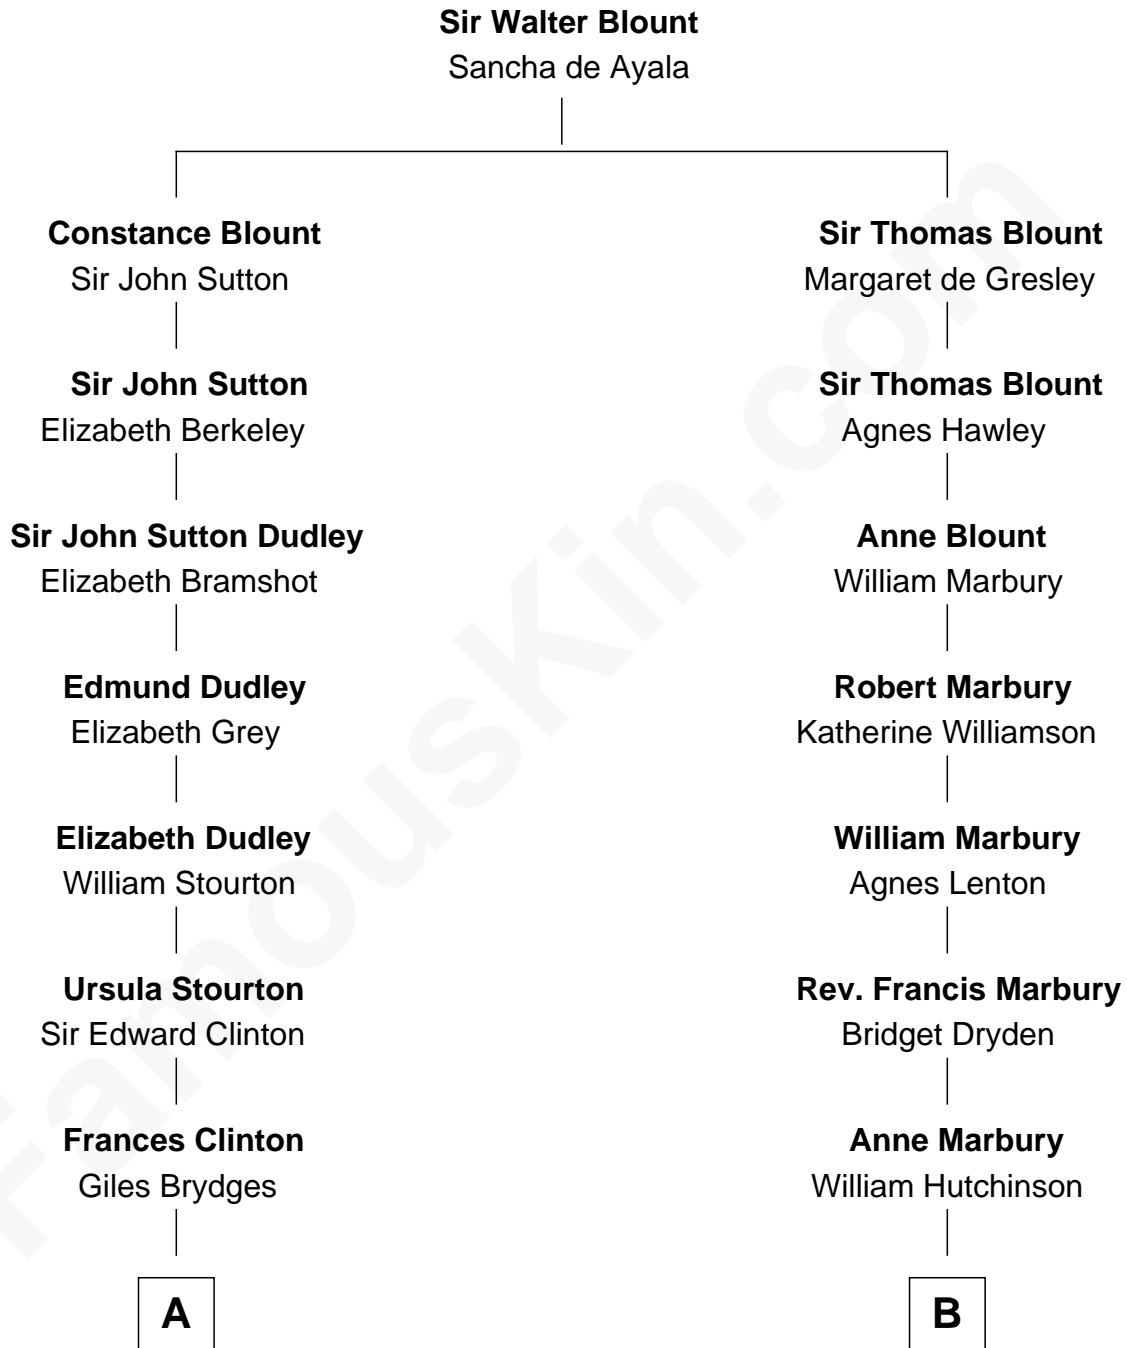 Sir Walter Blount
Sancha de Ayala
Constance Blount
Sir John Sutton
Sir Thomas Blount
Margaret de Gresley
Sir John Sutton
Elizabeth Berkeley
Sir Thomas Blount
Agnes Hawley
Sir John Sutton Dudley
Elizabeth Bramshot
Anne Blount
William Marbury
Edmund Dudley
Elizabeth Grey
Robert Marbury
Katherine Williamson
Elizabeth Dudley
William Stourton
William Marbury
Agnes Lenton
Ursula Stourton
Sir Edward Clinton
Rev. Francis Marbury
Bridget Dryden
Frances Clinton
Giles Brydges
Anne Marbury
William Hutchinson
A
B
FamousKin.com